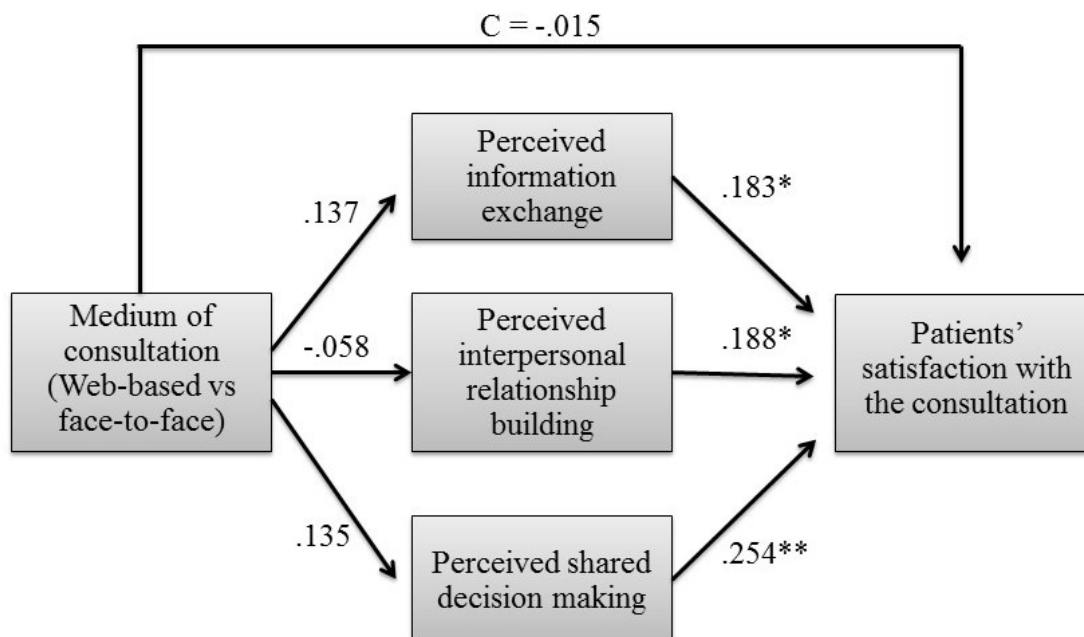 C = -.015
Perceived
information
exchange
.137
.183*
Medium of
consultation
(Web-based vs
face-to-face)
-.058
Perceived
interpersonal
relationship
building
.188*
Patients’
satisfaction with
the consultation
.135
Perceived shared
decision making
.254**